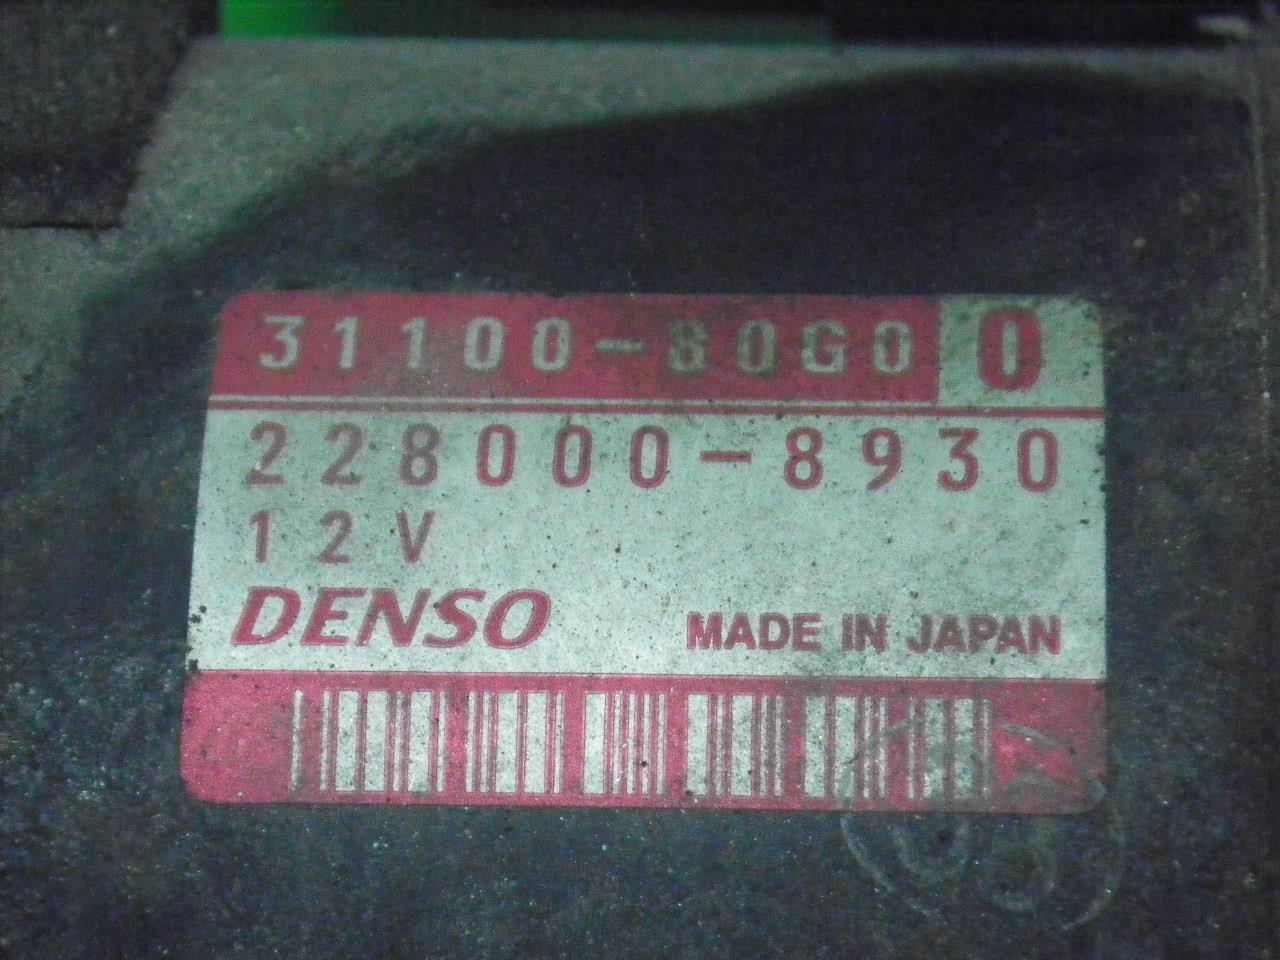 31100-80G0 0
228000-8930
12V
DENSO MADE IN JAPAN